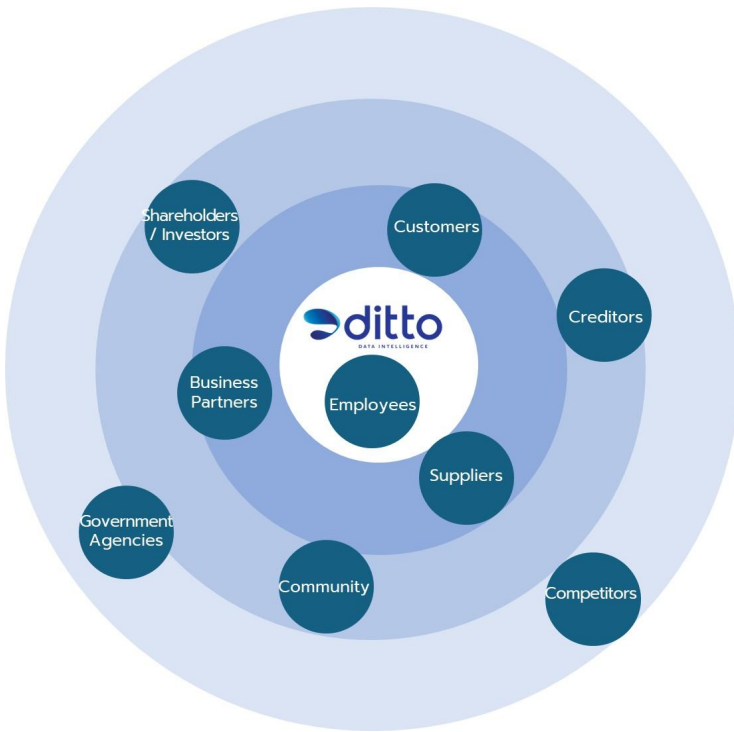 Shareholders
/ Investors
Customers
ditto
DATA INTELLIGENCE
Creditors
Business
Partners
Employees
Suppliers
Government
Agencies
Community
Competitors